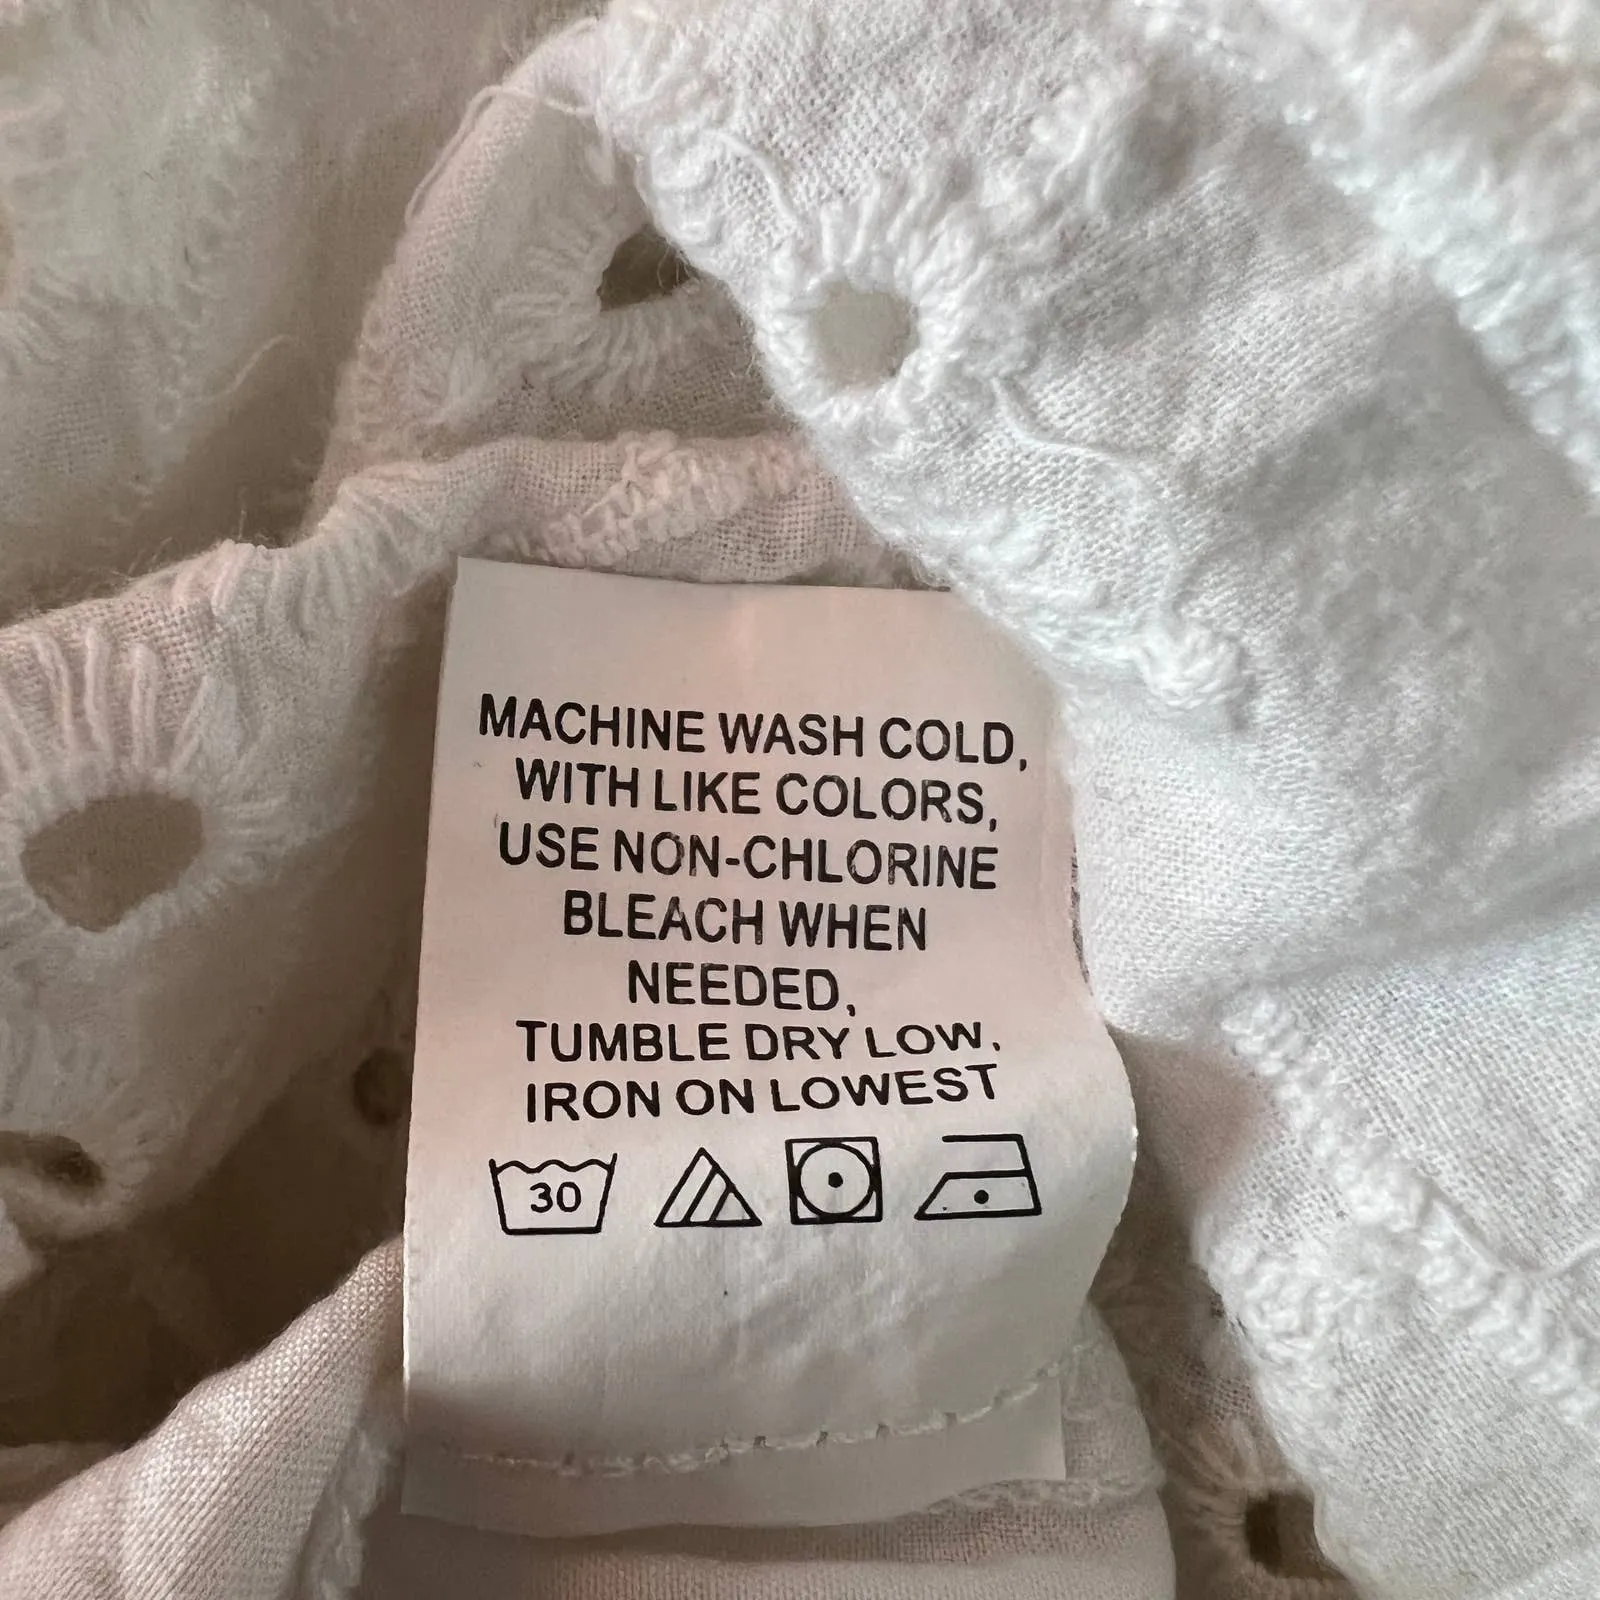 MACHINE WASH COLD,
WITH LIKE COLORS,
USE NON-CHLORINE
BLEACH WHEN
NEEDED,
TUMBLE DRY LOW,
IRON ON LOWEST
30